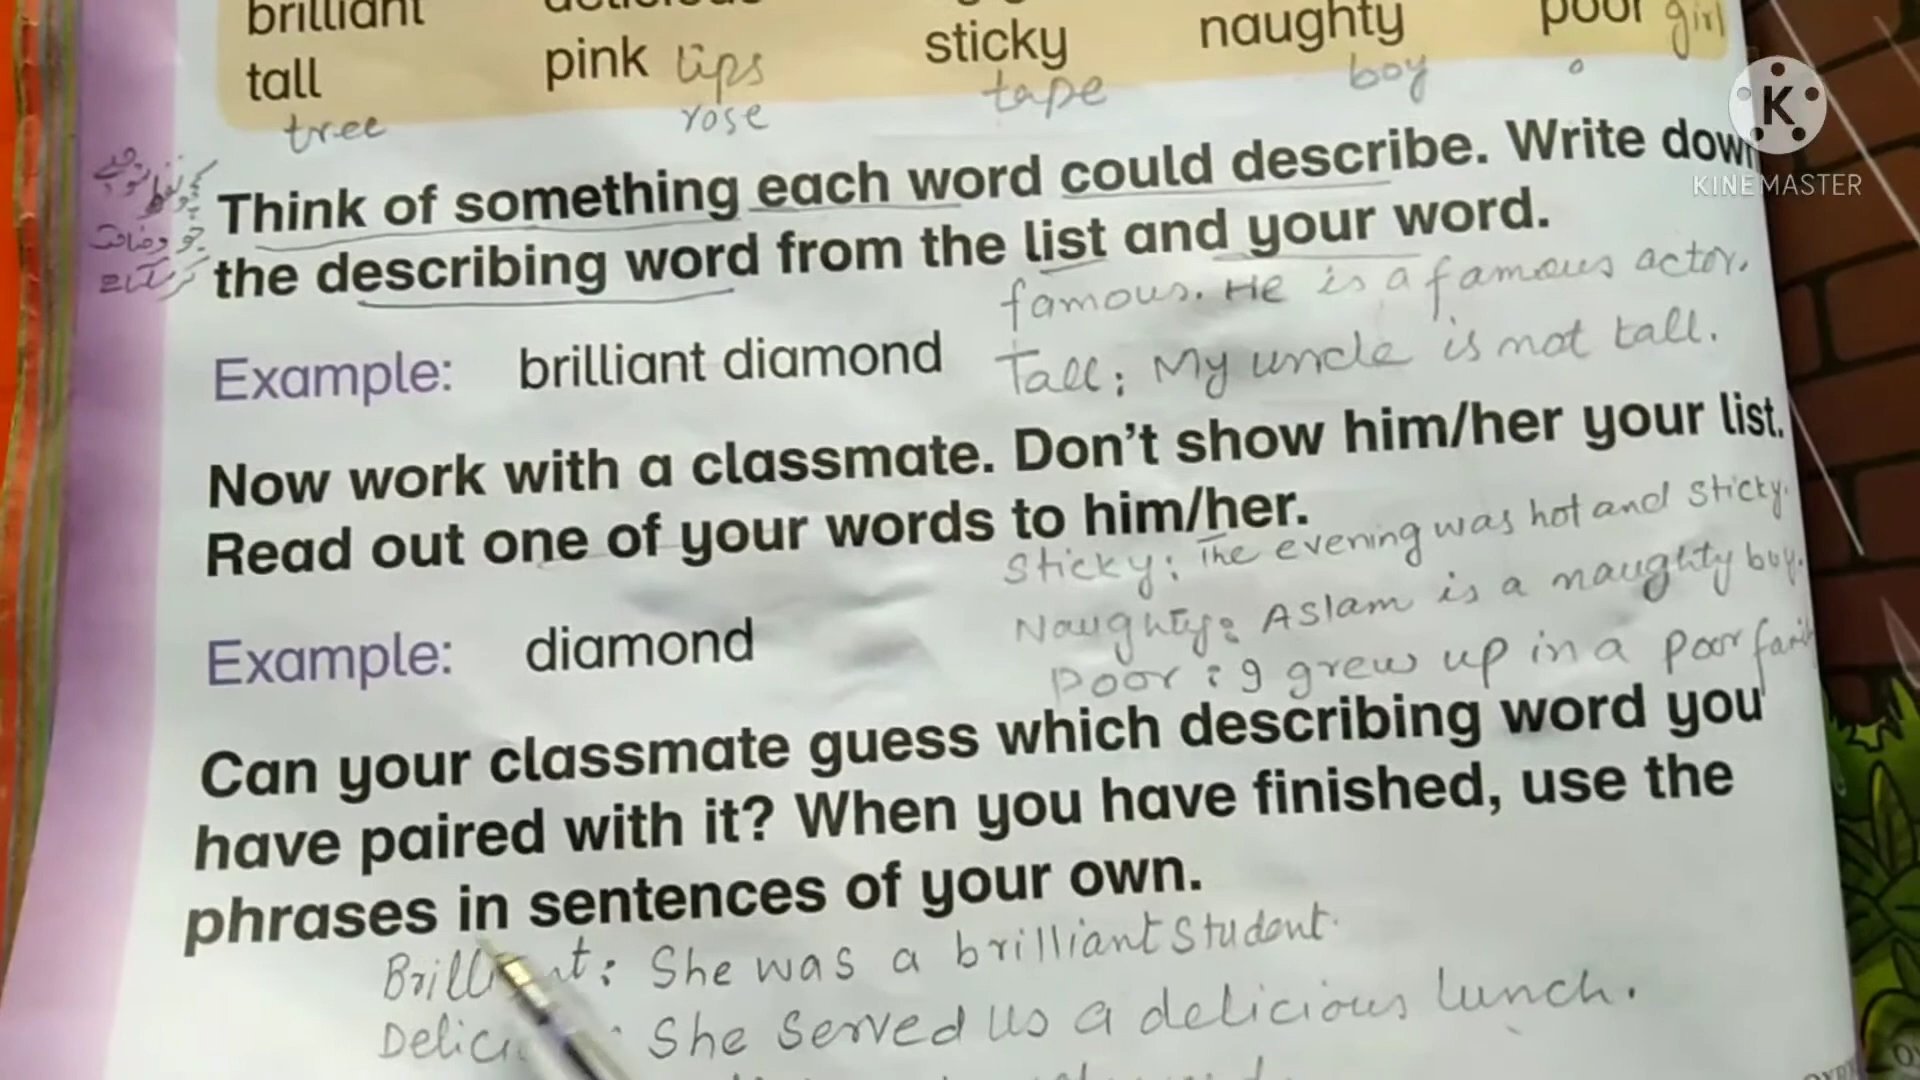 brilliant delicious
naughty poor girl
tall pink lips sticky
tree rose tape boy
K
KINEMASTER
Think of something each word could describe. Write down
the describing word from the list and your word.
famous. He is a famous actor.
Example: brilliant diamond
Tall: My uncle is not tall.
Now work with a classmate. Don't show him/her your list.
Read out one of your words to him/her.
Sticky: The evening was hot and sticky.
Naughty: Aslam is a naughty boy.
Example: diamond
Poor: I grew up in a poor
Can your classmate guess which describing word you
have paired with it? When you have finished, use the
phrases in sentences of your own.
She was a brilliant student.
She served us a delicious lunch.